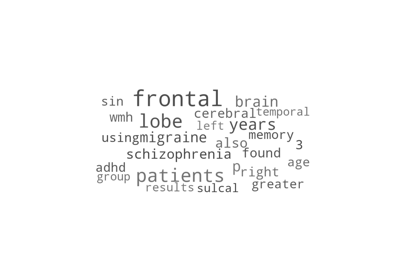 sin frontal brain
wmh lobe cerebral temporal
left years
using migraine also memory 3
schizophrenia found
adhd p right age
group patients
results sulcal greater